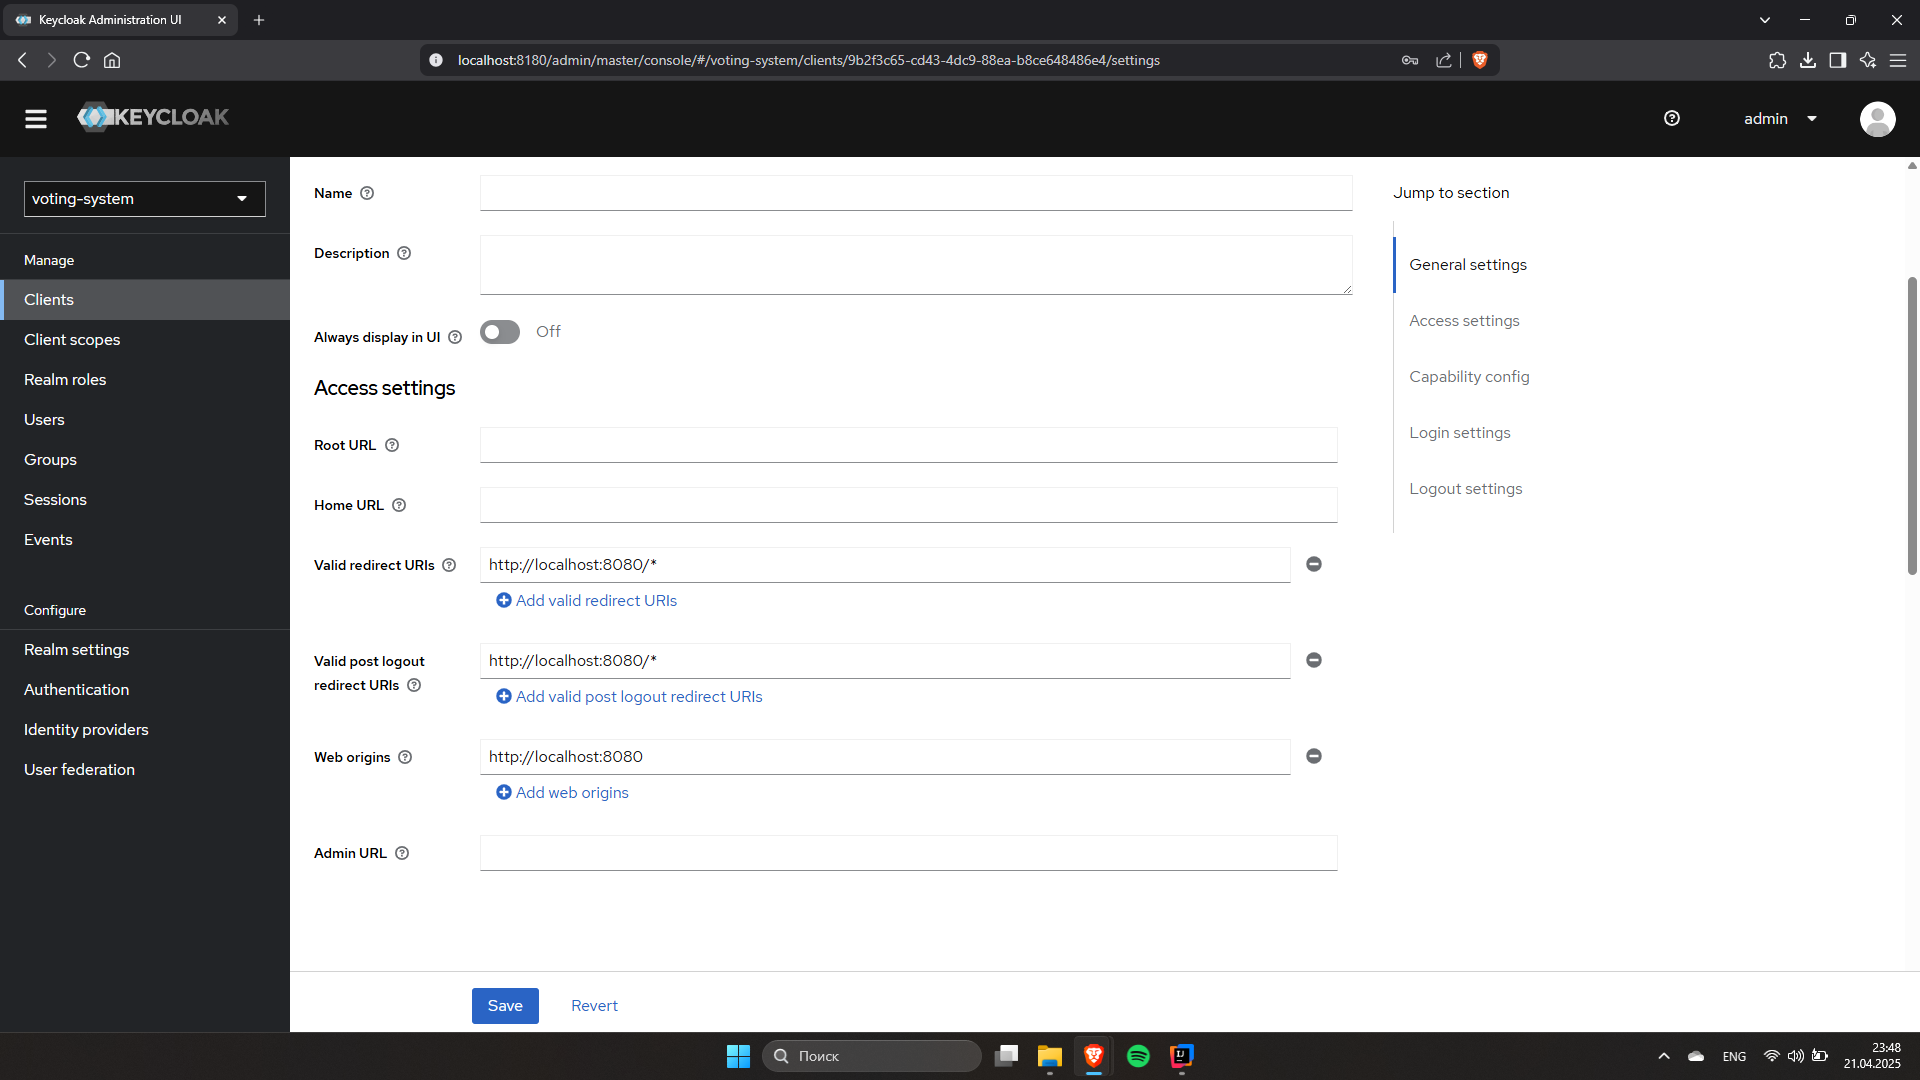 Keycloak Administration UI
localhost:8180/admin/master/console/#/voting-system/clients/9b2f3c65-cd43-4dc9-88ea-b8ce648486e4/settings
KEYCLOAK
admin
voting-system
Manage
Clients
Client scopes
Realm roles
Users
Groups
Sessions
Events
Configure
Realm settings
Authentication
Identity providers
User federation
Name
Description
Always display in UI
Off
Access settings
Root URL
Home URL
Valid redirect URIs
http://localhost:8080/*
Add valid redirect URIs
Valid post logout
redirect URIs
http://localhost:8080/*
Add valid post logout redirect URIs
Web origins
http://localhost:8080
Add web origins
Admin URL
Save
Revert
Jump to section
General settings
Access settings
Capability config
Login settings
Logout settings
Поиск
ENG
23:48
21.04.2025